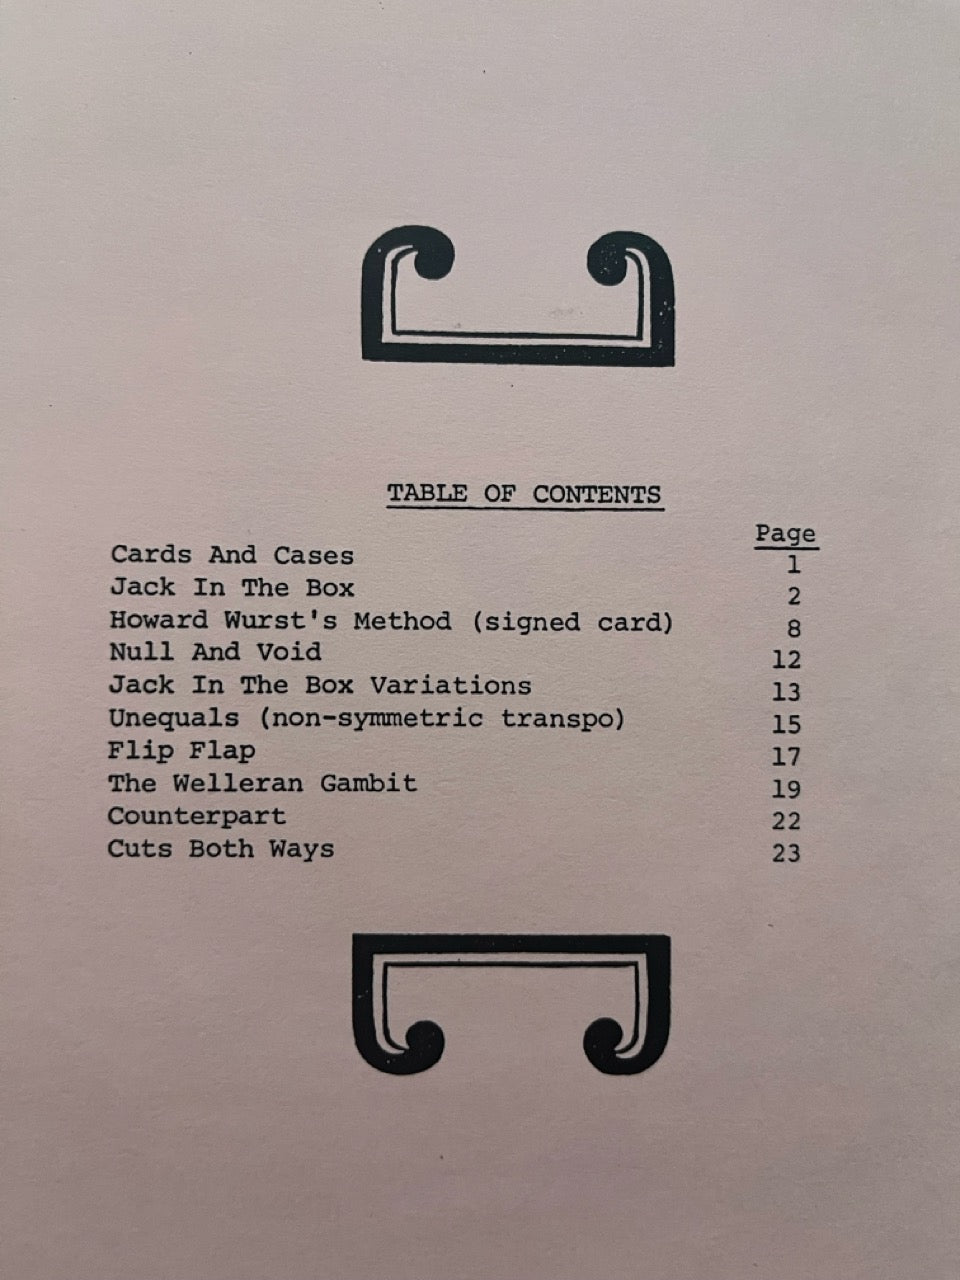 TABLE OF CONTENTS
Page
Cards And Cases 1
Jack In The Box 2
Howard Wurst's Method (signed card) 8
Null And Void 12
Jack In The Box Variations 13
Unequals (non-symmetric transpo) 15
Flip Flap 17
The Welleran Gambit 19
Counterpart 22
Cuts Both Ways 23